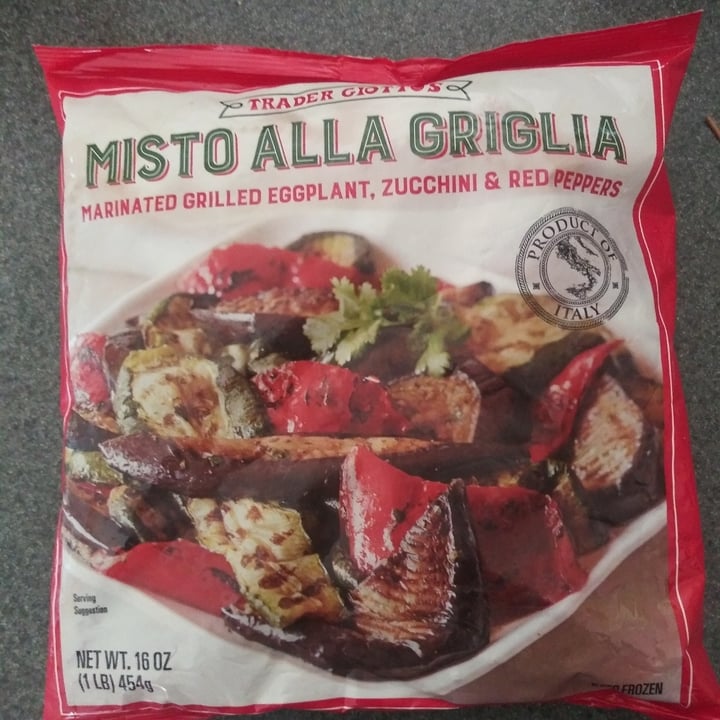 TRADER GIOTTO'S
MISTO ALLA GRIGLIA
MARINATED GRILLED EGGPLANT, ZUCCHINI & RED PEPPERS
PRODUCT OF
ITALY
Serving
Suggestion
NET WT. 16 OZ
(1 LB) 454g
FROZEN